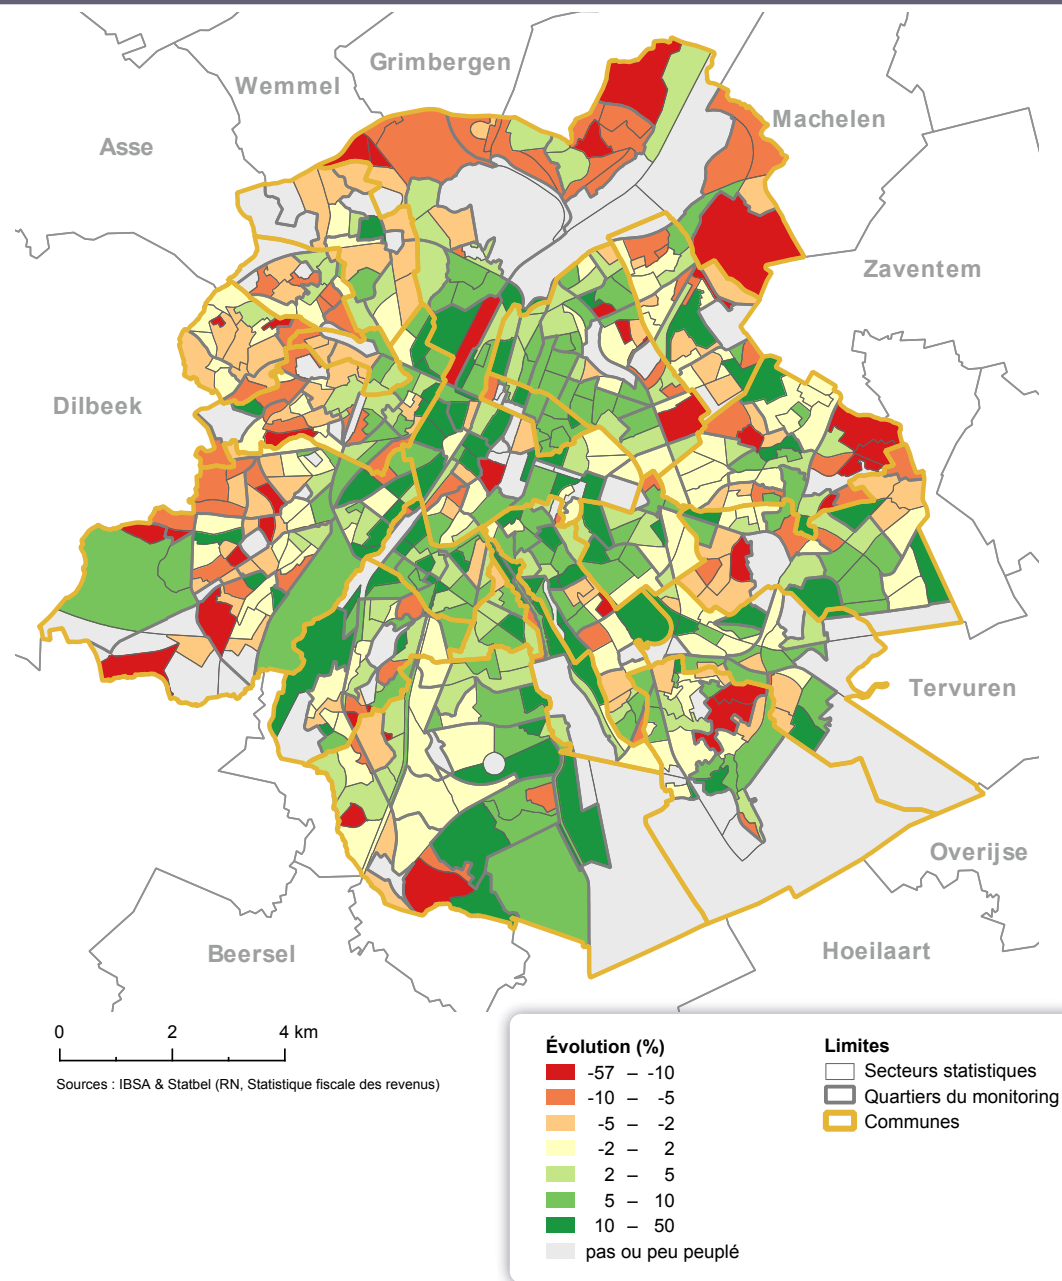 Grimbergen
Wemmel
Machelen
Asse
Zaventem
Dilbeek
Tervuren
Overijse
Beersel
Hoeilaart
0 2 4 km
Sources : IBSA & Statbel (RN, Statistique fiscale des revenus)
Évolution (%)
-57 – -10
-10 – -5
-5 – -2
-2 – 2
2 – 5
5 – 10
10 – 50
pas ou peu peuplé
Limites
Secteurs statistiques
Quartiers du monitoring
Communes